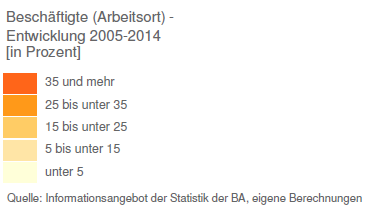 Beschäftigte (Arbeitsort) -
Entwicklung 2005-2014
[in Prozent]
35 und mehr
25 bis unter 35
15 bis unter 25
5 bis unter 15
unter 5
Quelle: Informationsangebot der Statistik der BA, eigene Berechnungen